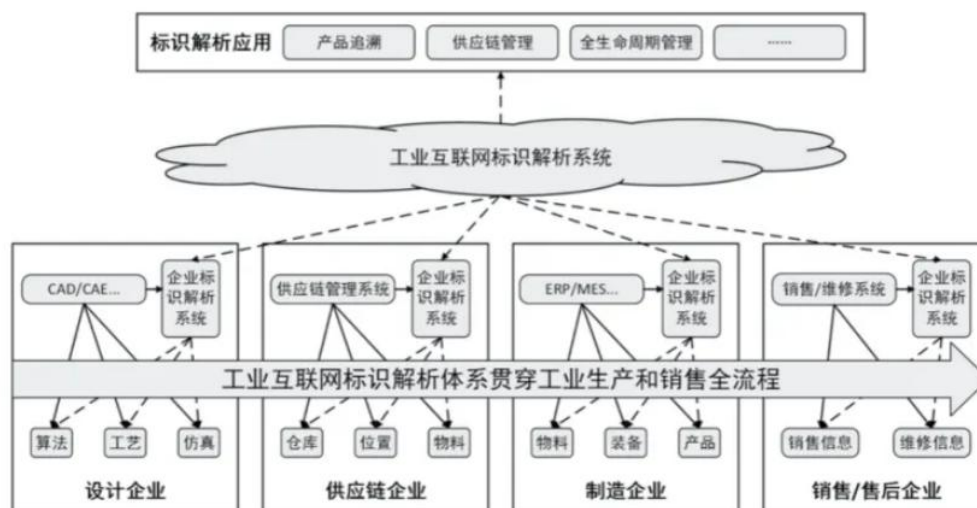 标识解析应用
产品追溯
供应链管理
全生命周期管理
......
工业互联网标识解析系统
CAD/CAE...
企业标
识解析
系统
供应链管理系统
企业标
识解析
系统
ERP/MES...
企业标
识解析
系统
销售/维修系统
企业标
识解析
系统
工业互联网标识解析体系贯穿工业生产和销售全流程
算法
工艺
仿真
仓库
位置
物料
物料
装备
产品
销售信息
维修信息
设计企业
供应链企业
制造企业
销售/售后企业